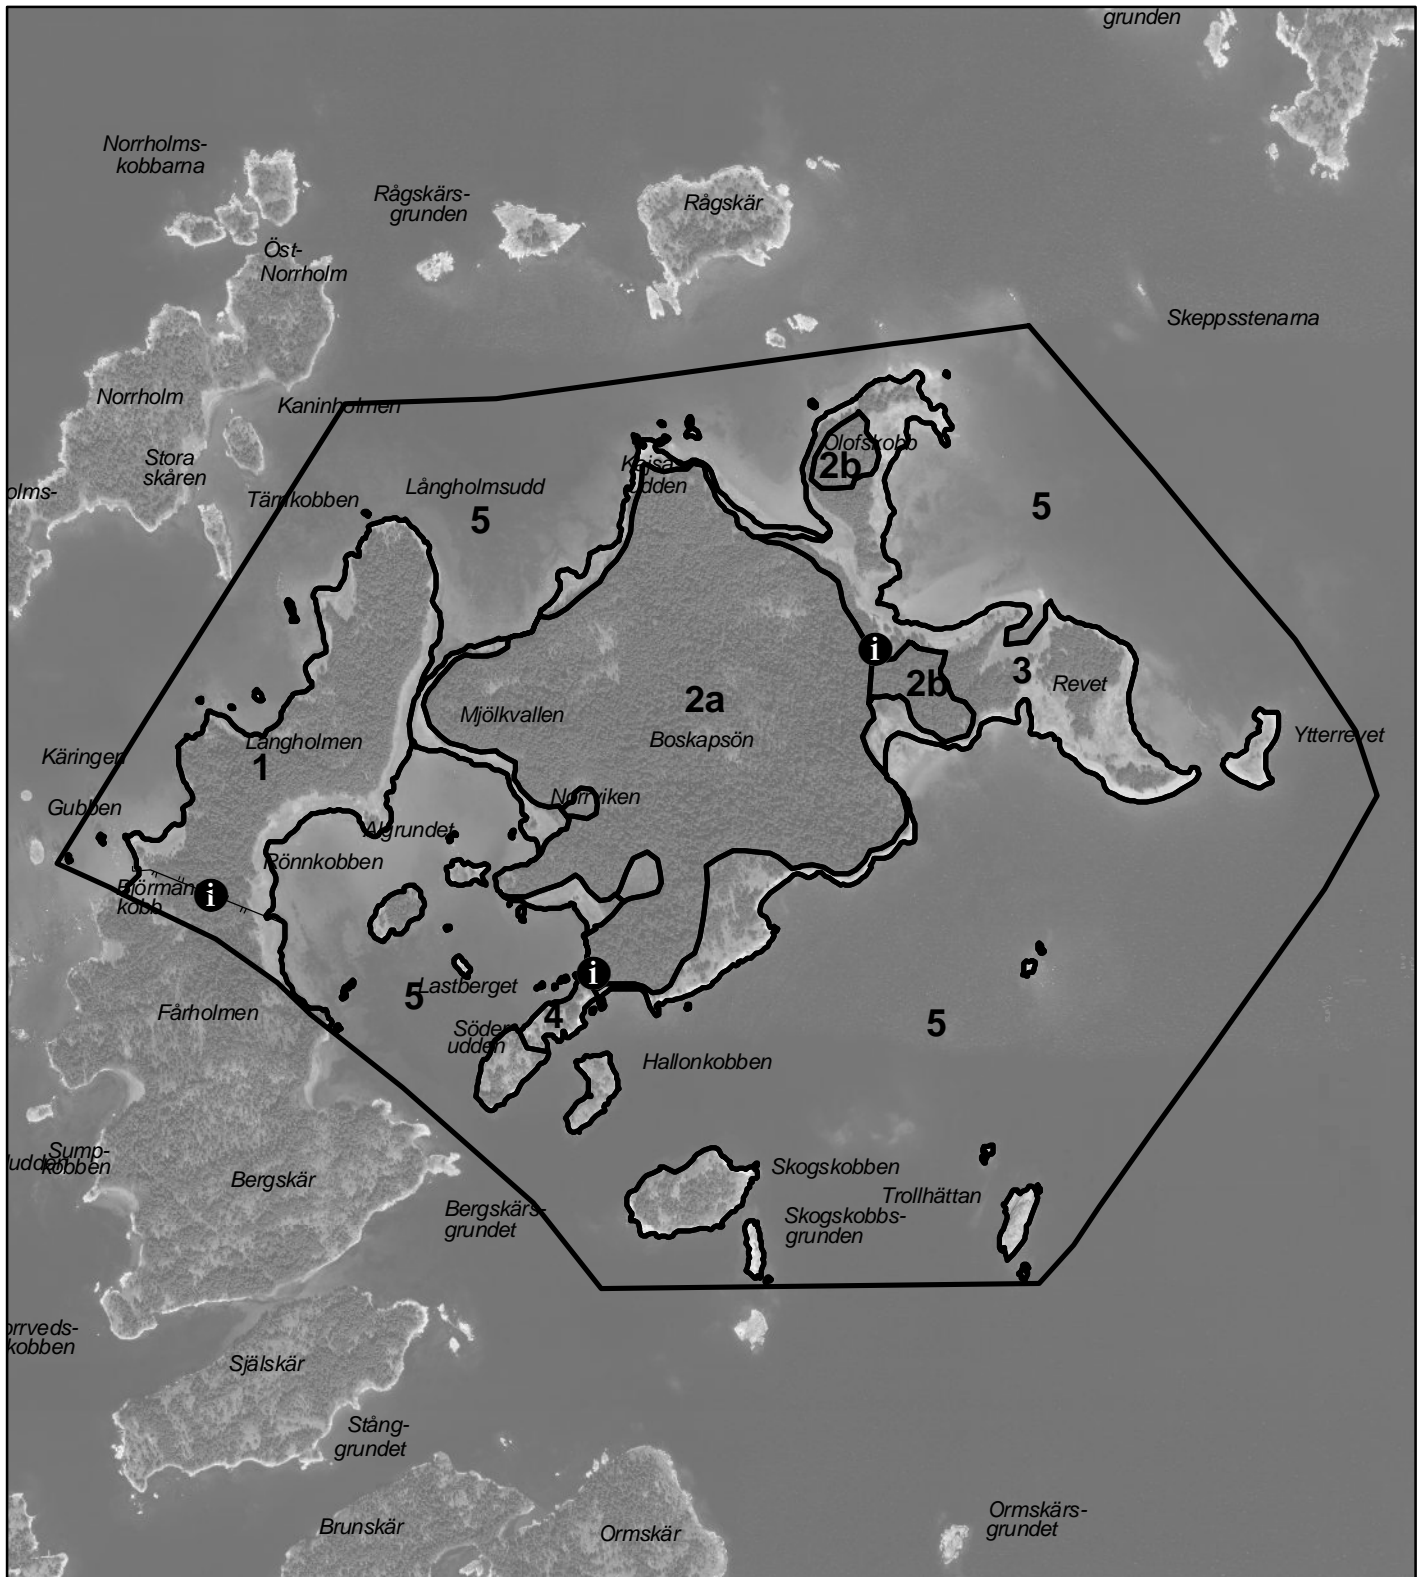 grunden
Norrholms-
kobbarna
Rågskärs-
grunden
Rågskär
Öst-
Norrholm
Skeppsstenarna
Norrholm
Kaninholmen
Olofskobb
2b
Stora
skåren
Kajsa
udden
olms-
Tärnkobben
Långholmsudd
5
5
i
2b
3
Revet
2a
Mjölkvallen
Boskapsön
Ytterrevet
Långholmen
1
Käringen
Gubben
Norrviken
Algrundet
Rönnkobben
Björman
kobb
i
i
Lastberget
5
4
5
Fårholmen
Söder
udden
Hallonkobben
Sump-
kobben
udden
Bergskär
Skogskobben
Trollhättan
Bergskärs-
grundet
Skogskobbs-
grunden
orrveds-
kobben
Själskär
Stång-
grundet
Brunskär
Ormskär
Ormskärs-
grundet